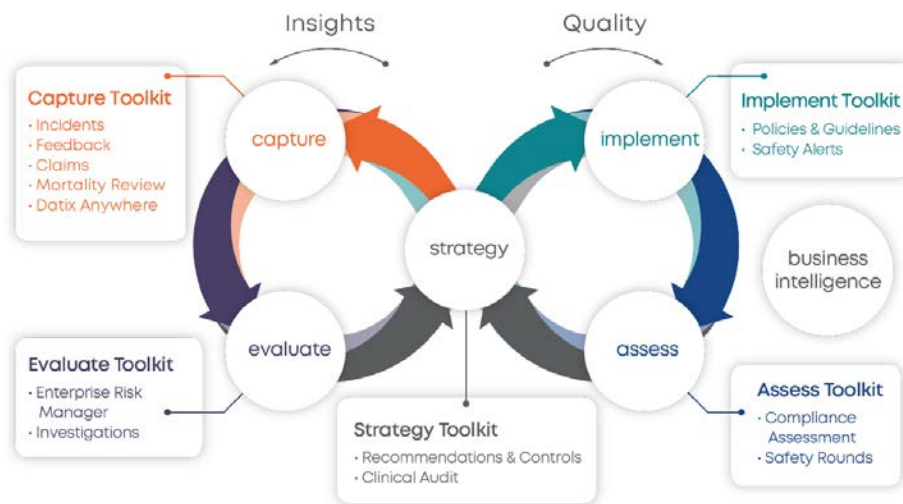 Insights
Quality
Capture Toolkit
· Incidents
· Feedback
· Claims
· Mortality Review
· Datix Anywhere
capture
implement
Implement Toolkit
· Policies & Guidelines
· Safety Alerts
strategy
business
intelligence
evaluate
assess
Evaluate Toolkit
· Enterprise Risk
Manager
· Investigations
Strategy Toolkit
· Recommendations & Controls
· Clinical Audit
Assess Toolkit
· Compliance
Assessment
· Safety Rounds